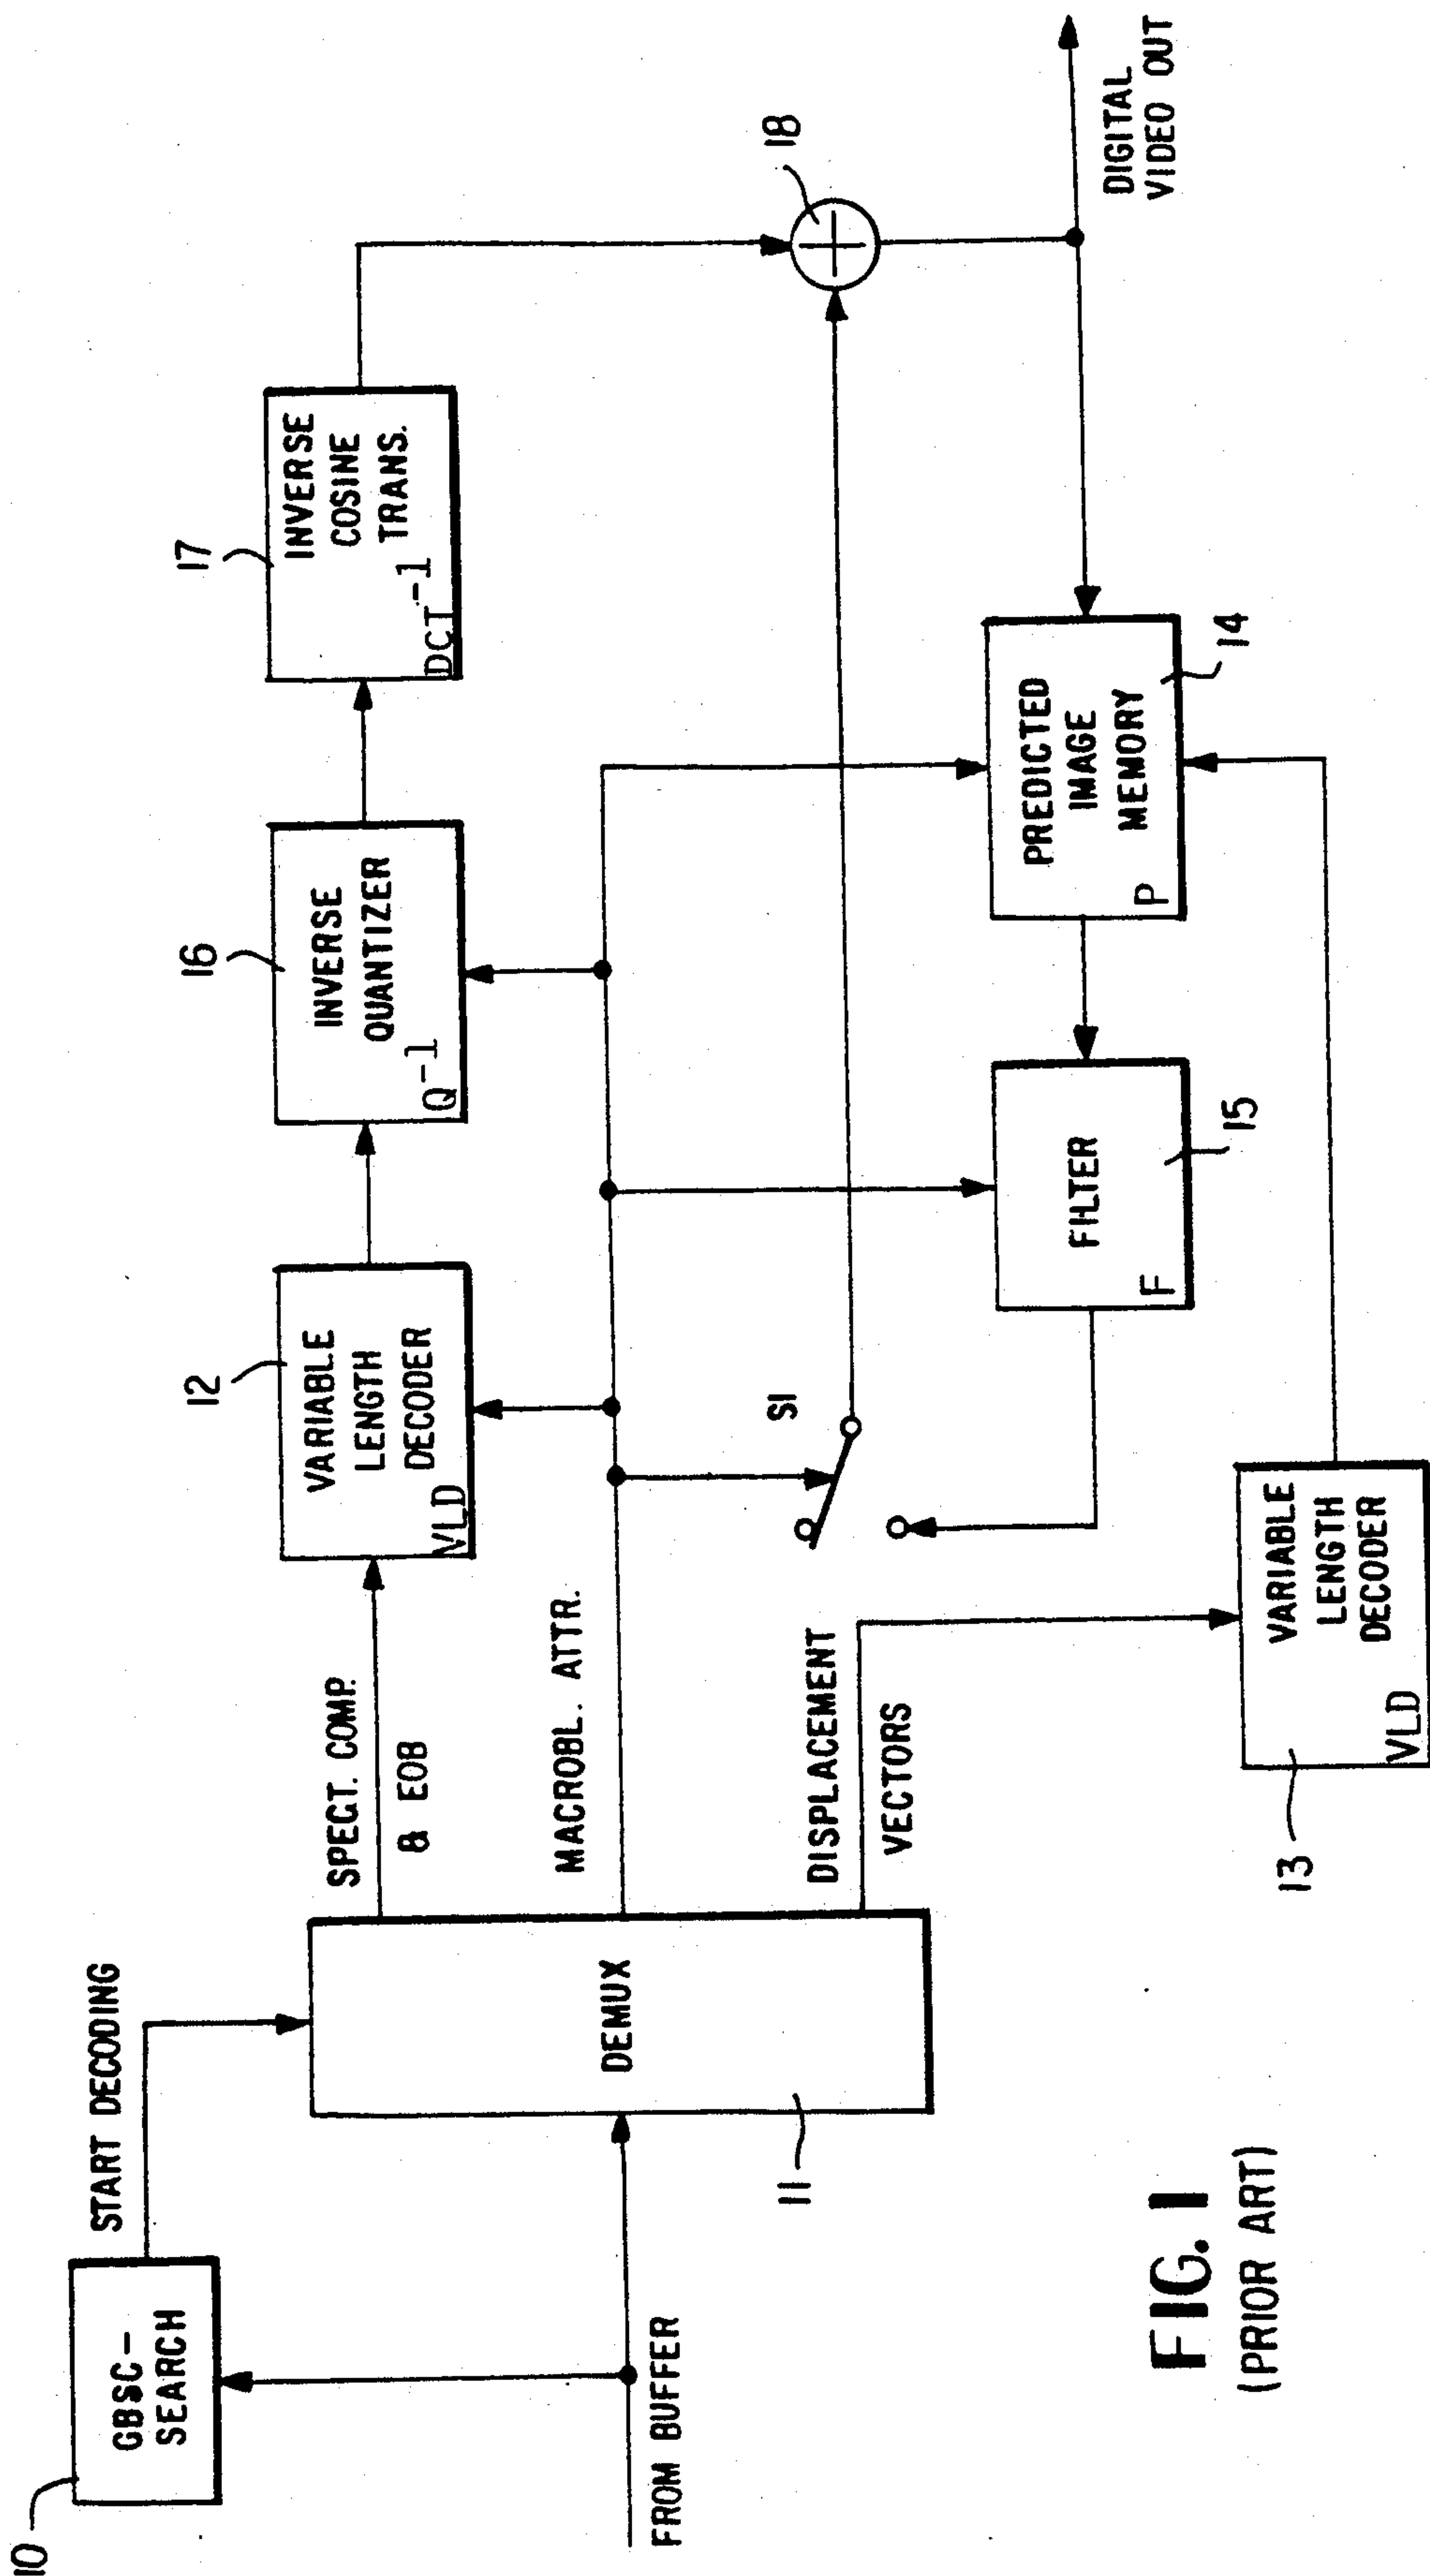 10
GBSC-
SEARCH
START DECODING
FROM BUFFER
DEMUX
11
SPECT. COMP.
& EOB
MACROBL. ATTR.
DISPLACEMENT
VECTORS
12
VARIABLE
LENGTH
DECODER
VLD
13
VARIABLE
LENGTH
DECODER
VLD
S1
16
INVERSE
QUANTIZER
Q-1
FILTER
F
15
17
INVERSE
COSINE
TRANS.
DCT-1
PREDICTED
IMAGE
MEMORY
P
14
18
DIGITAL
VIDEO OUT
FIG. 1
(PRIOR ART)